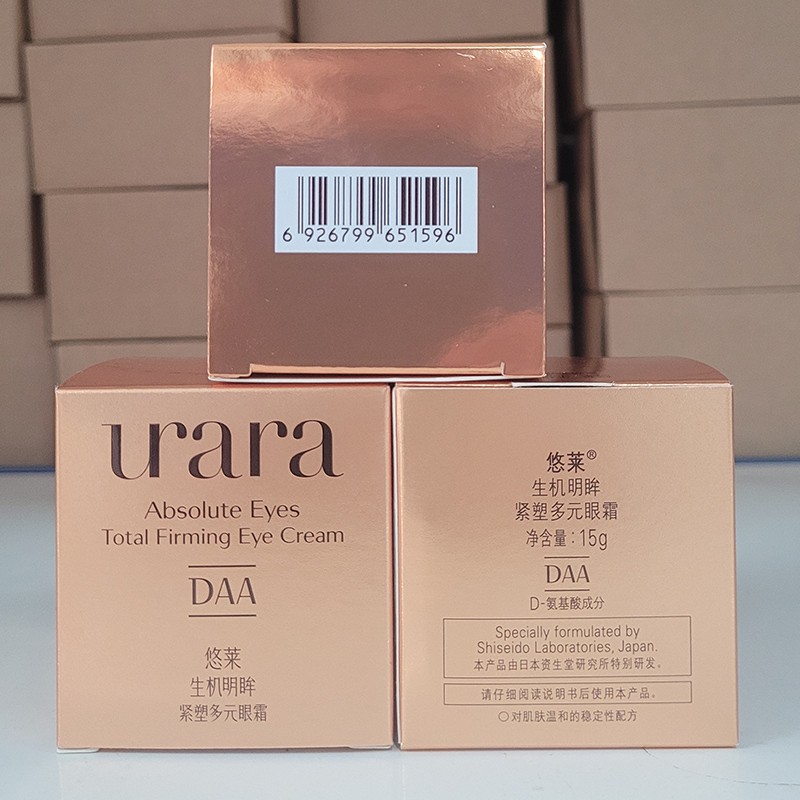 6 926799 651596
urara
Absolute Eyes
Total Firming Eye Cream
DAA
悠莱
生机明眸
紧塑多元眼霜
悠莱®
生机明眸
紧塑多元眼霜
净含量：15g
DAA
D-氨基酸成分
Specially formulated by
Shiseido Laboratories, Japan.
本产品由日本资生堂研究所特别研发。
请仔细阅读说明书后使用本产品。
○对肌肤温和的稳定性配方